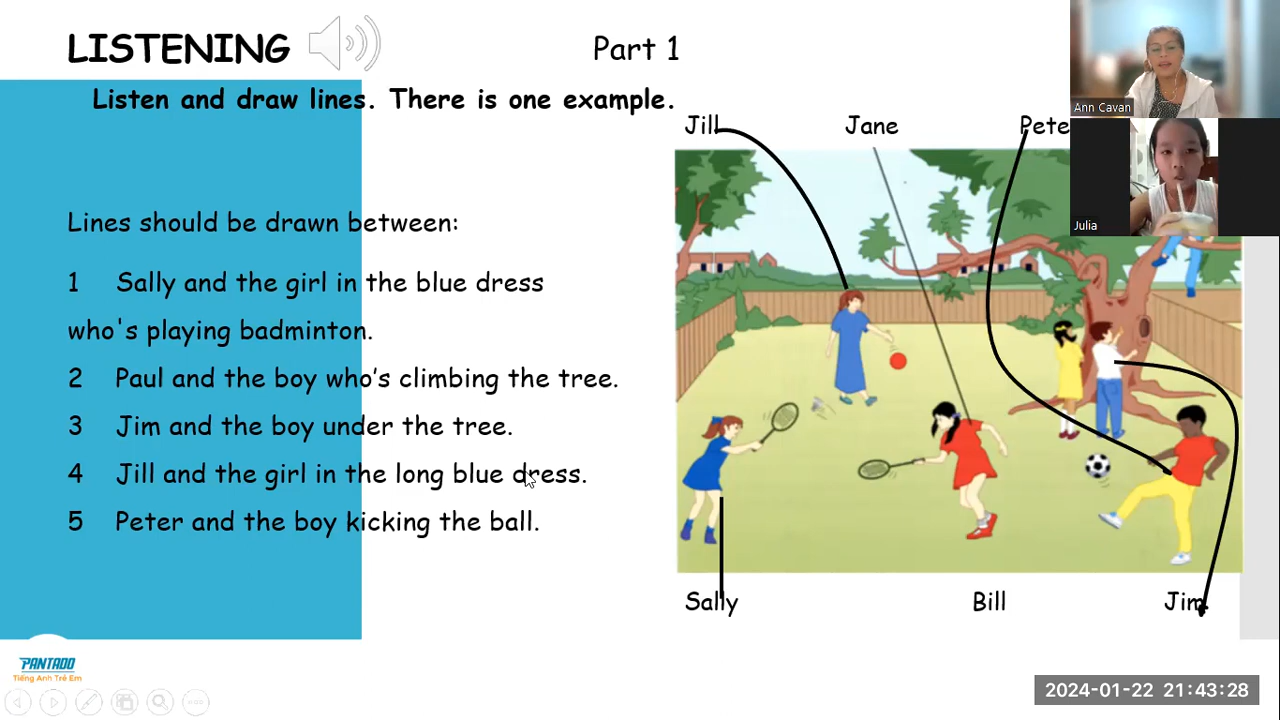 LISTENING
Part 1
Listen and draw lines. There is one example.
Ann Cavan
Jill
Jane
Pete
Julia
Lines should be drawn between:
1 Sally and the girl in the blue dress
who's playing badminton.
2 Paul and the boy who's climbing the tree.
3 Jim and the boy under the tree.
4 Jill and the girl in the long blue dress.
5 Peter and the boy kicking the ball.
Sally
Bill
Jim
PANTADO
Tiếng Anh Trẻ Em
2024-01-22 21:43:28